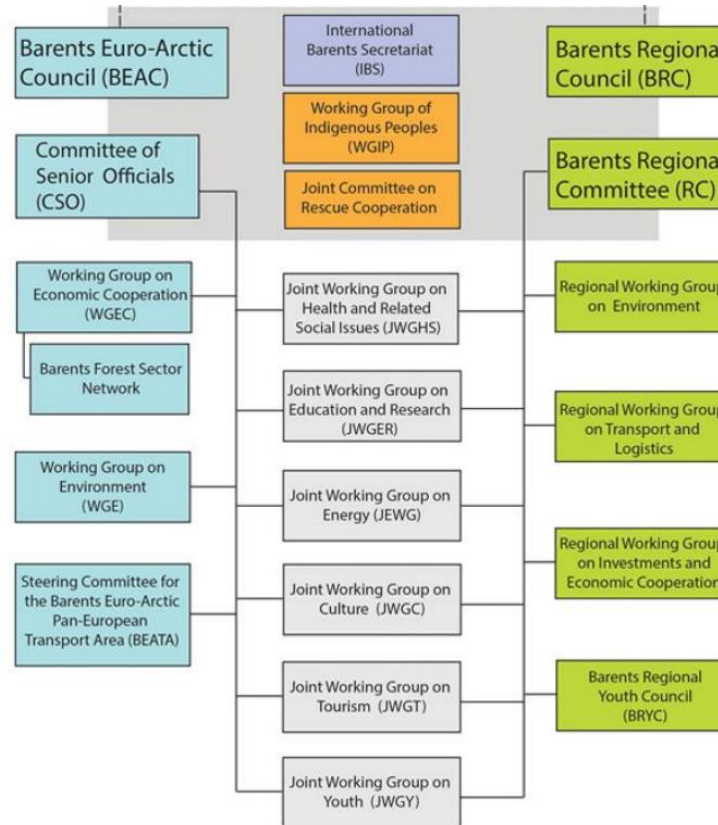 Barents Euro-Arctic
Council (BEAC)
Committee of
Senior Officials
(CSO)
Working Group on
Economic Cooperation
(WGEC)
Barents Forest Sector
Network
Working Group on
Environment
(WGE)
Steering Committee for
the Barents Euro-Arctic
Pan-European
Transport Area (BEATA)
International
Barents Secretariat
(IBS)
Working Group of
Indigenous Peoples
(WGIP)
Joint Committee on
Rescue Cooperation
Joint Working Group on
Health and Related
Social Issues (JWGHS)
Joint Working Group on
Education and Research
(JWGER)
Joint Working Group on
Energy (JEWG)
Joint Working Group on
Culture (JWGC)
Joint Working Group on
Tourism (JWGT)
Joint Working Group on
Youth (JWGY)
Barents Regiona
Council (BRC)
Barents Regiona
Committee (RC)
Regional Working Group
on Environment
Regional Working Group
on Transport and
Logistics
Regional Working Group
on Investments and
Economic Cooperation
Barents Regional
Youth Council
(BRYC)